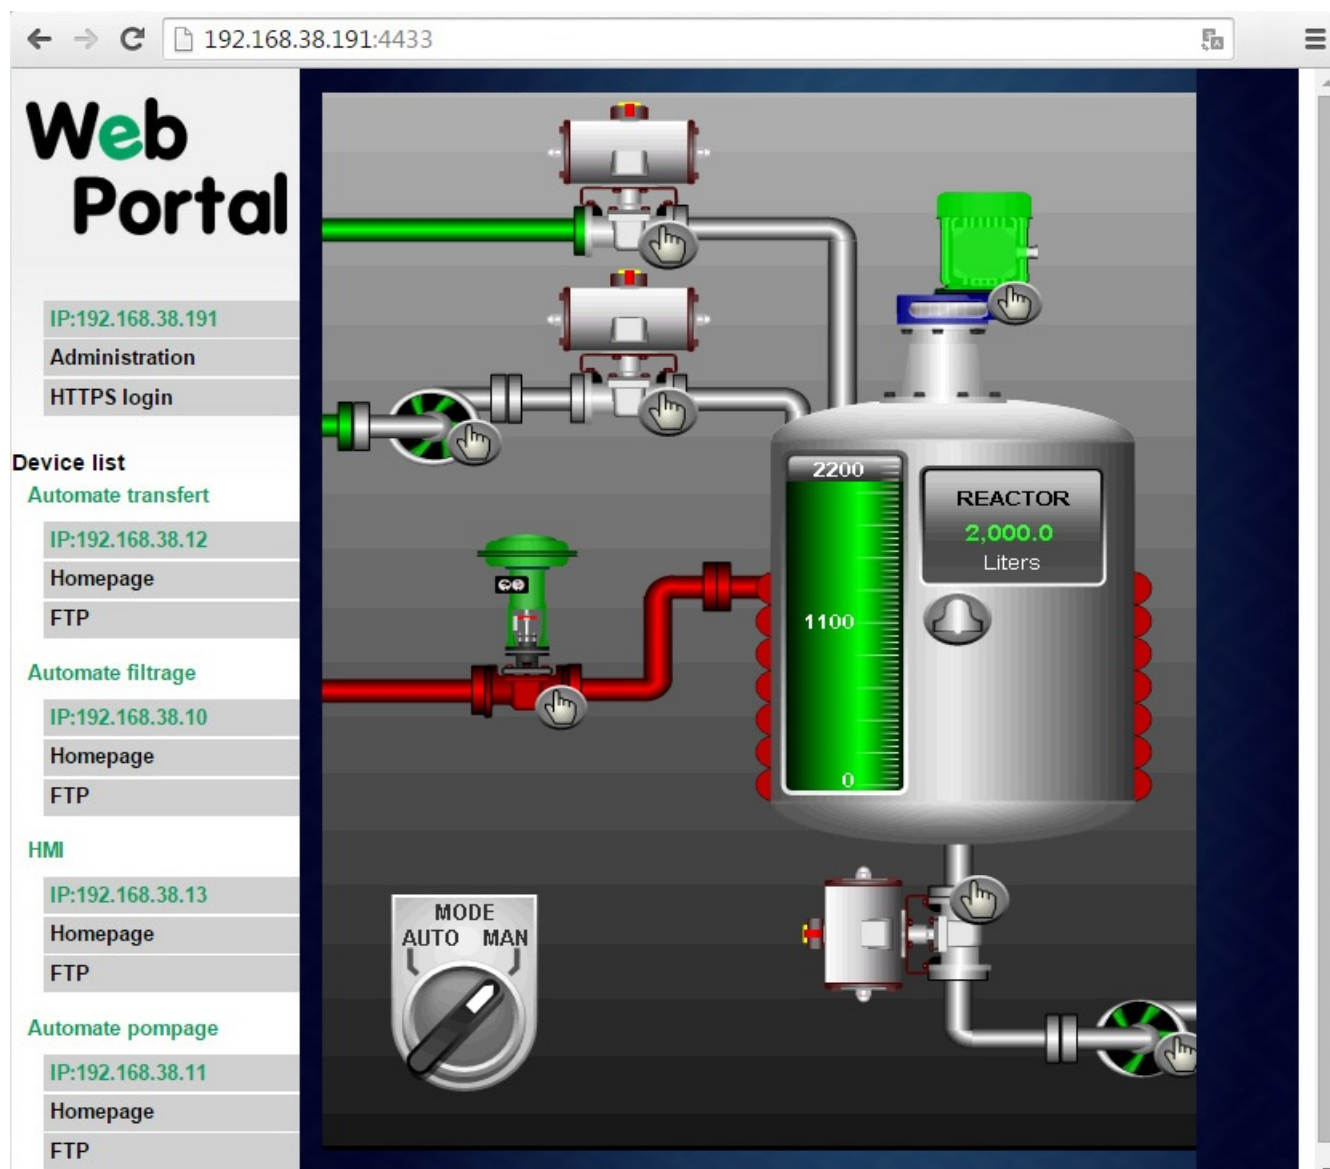 192.168.38.191:4433
Web
Portal
IP:192.168.38.191
Administration
HTTPS login
Device list
Automate transfert
IP:192.168.38.12
Homepage
FTP
Automate filtrage
IP:192.168.38.10
Homepage
FTP
HMI
IP:192.168.38.13
Homepage
FTP
Automate pompage
IP:192.168.38.11
Homepage
FTP
2200
1100
0
REACTOR
2,000.0
Liters
MODE
AUTO MAN